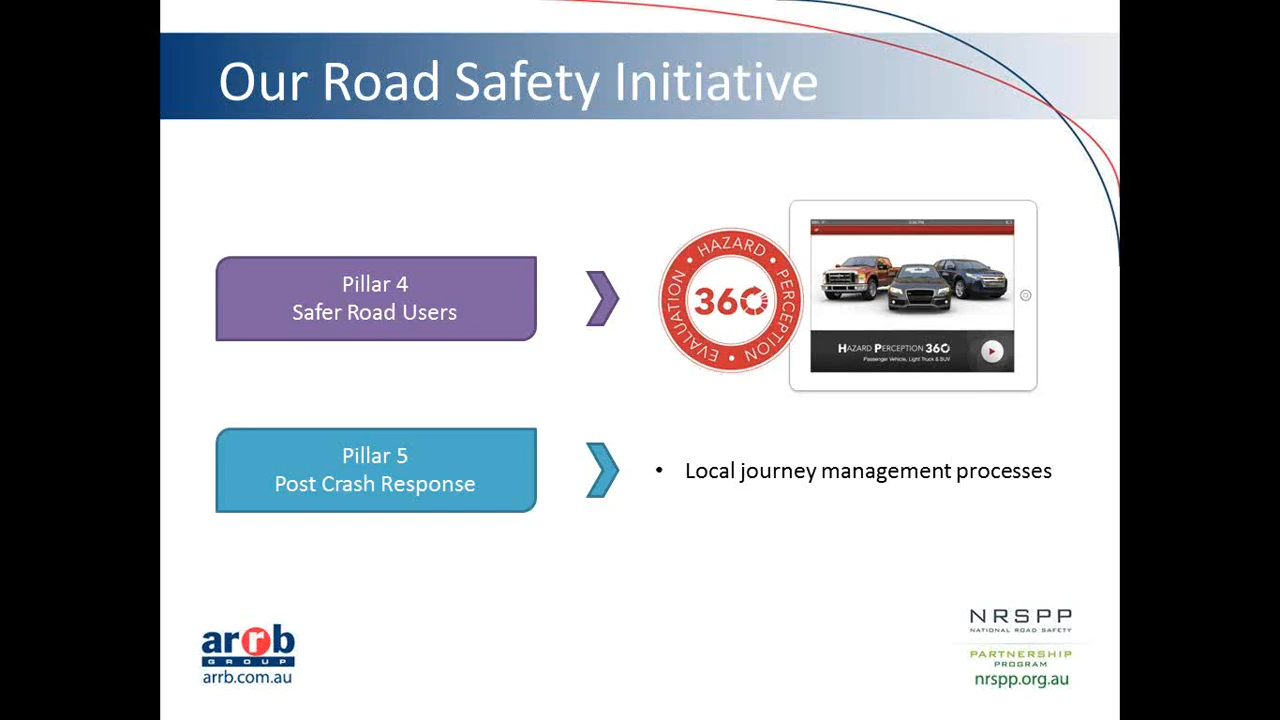 Our Road Safety Initiative
Pillar 4
Safer Road Users
HAZARD PERCEPTION EVALUATION
360
HAZARD PERCEPTION 360
Passenger Vehicle, Light Truck & SUV
Pillar 5
Post Crash Response
• Local journey management processes
arrb
GROUP
arrb.com.au
NRSPP
NATIONAL ROAD SAFETY
PARTNERSHIP
PROGRAM
nrspp.org.au